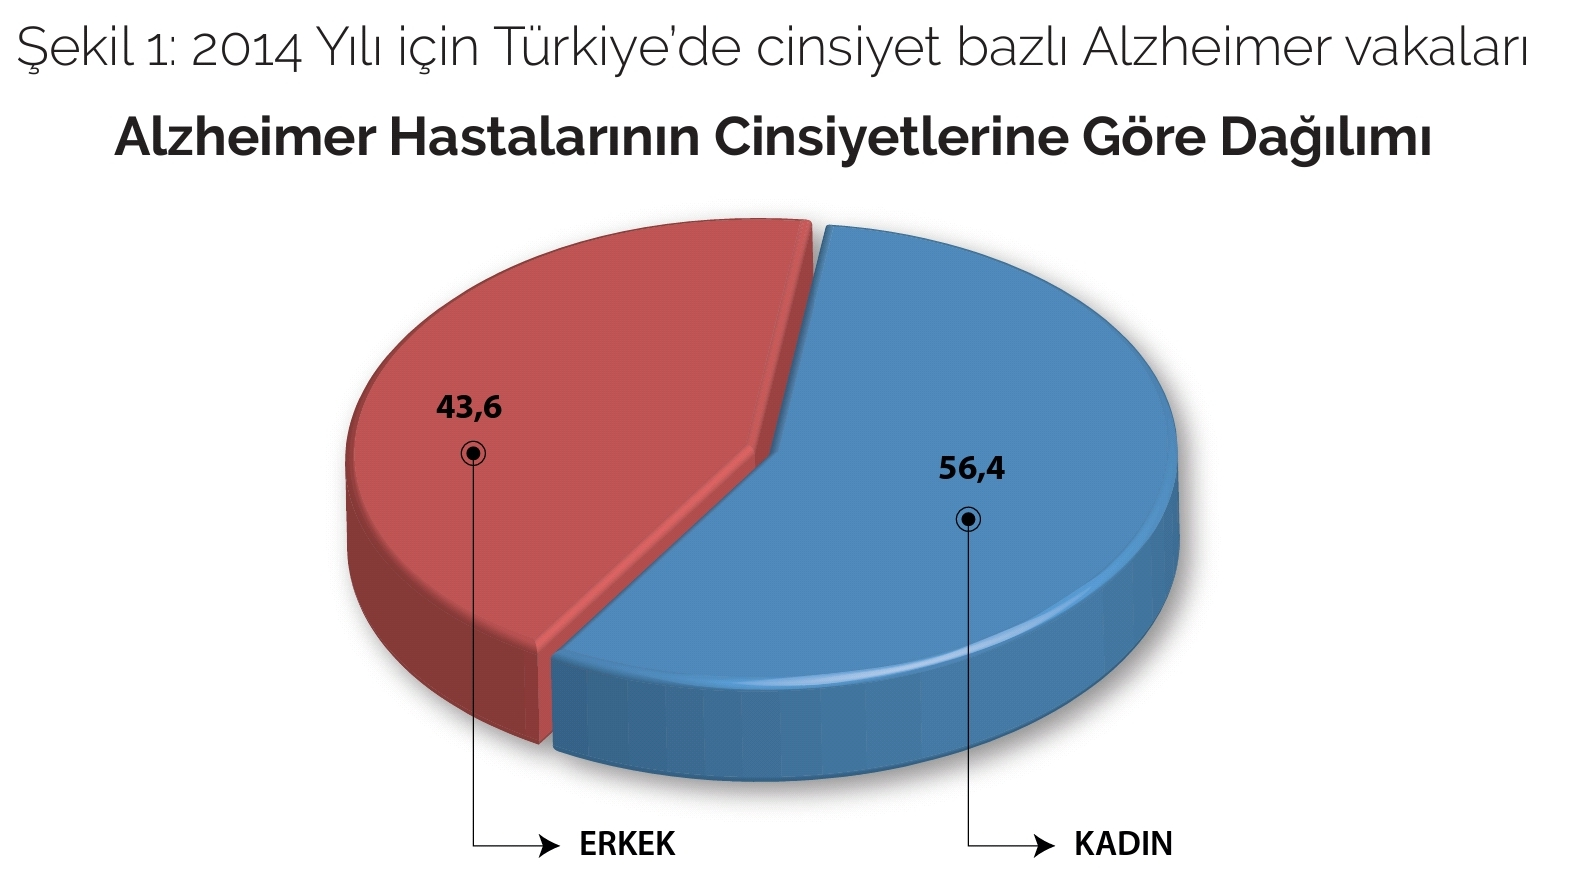 Şekil 1: 2014 Yılı için Türkiye'de cinsiyet bazlı Alzheimer vakaları
Alzheimer Hastalarının Cinsiyetlerine Göre Dağılımı
43,6
56,4
ERKEK
KADIN